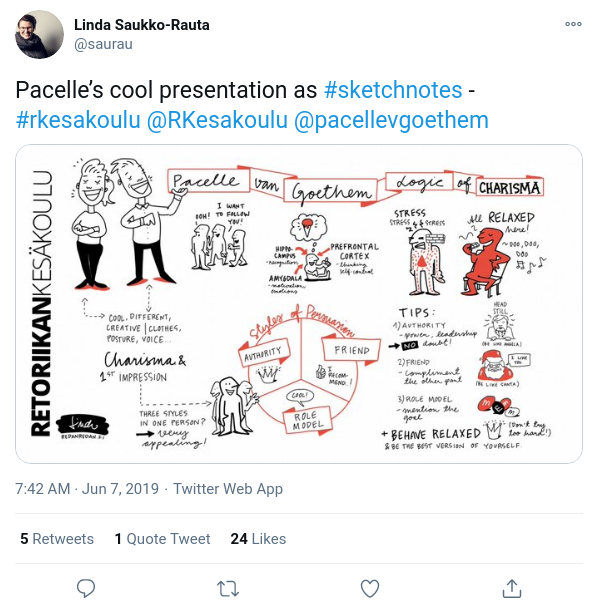 Linda Saukko-Rauta
@saurau
Pacelle’s cool presentation as #sketchnotes -
#rkesakoulu @RKesakoulu @pacellevgoethem
RETORIIKANKESÄKOULU
Pacelle van Goethem Logic of CHARISMA
I WANT
OOH! TO FOLLOW
YOU!
HIPPO-
CAMPUS
PREFRONTAL
CORTEX
- thinking
self-control
AMYGDALA
- motivation
emotions
STRESS
STRESS STRESS
All RELAXED
here!
DOO, DOO,
DOO
COOL, DIFFERENT,
CREATIVE | CLOTHES,
POSTURE, VOICE...
Charisma &
1ST IMPRESSION
THREE STYLES
IN ONE PERSON?
very
appealing!
Styles of Persuasion
AUTHORITY
FRIEND
I
RECOM-
MEND!
COOL!
ROLE
MODEL
TIPS:
1) AUTHORITY
- power, leadership
NO doubt!
HEAD
STILL
(BE LIKE ANGELA)
2) FRIEND
- compliment
the other part
I LIKE
YOU
(BE LIKE SANTA)
3) ROLE MODEL
- mention the
goal
ME
+ BEHAVE RELAXED (Don't try
too hard!)
& BE THE BEST VERSION OF YOURSELF
Linda
REDANREDAN.FI
7:42 AM · Jun 7, 2019 · Twitter Web App
5 Retweets 1 Quote Tweet 24 Likes